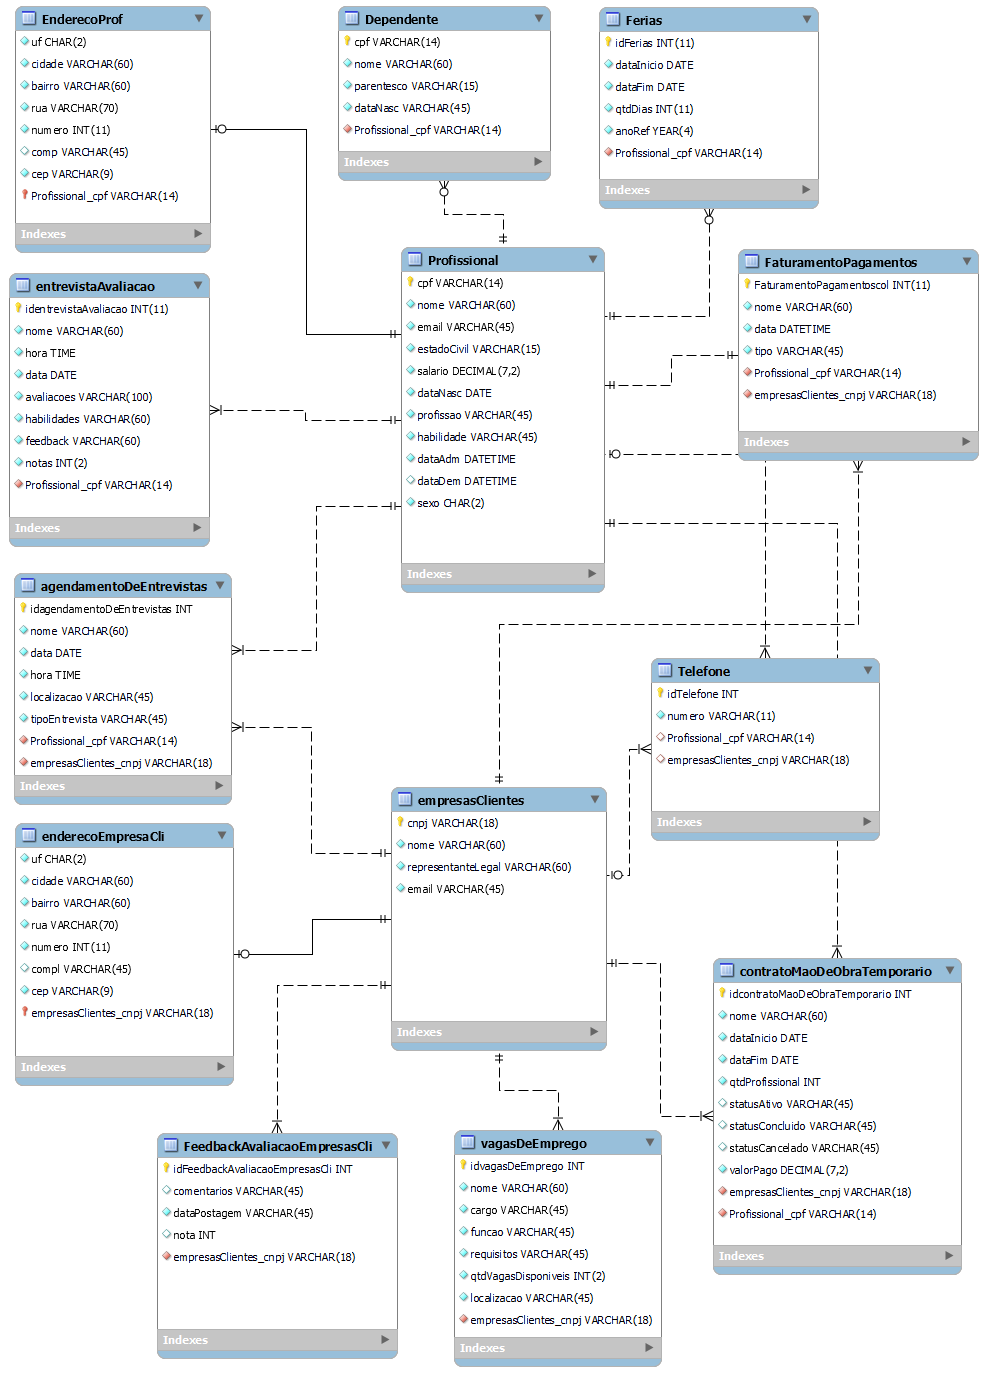 EnderecoProf
uf CHAR(2)
cidade VARCHAR(60)
bairro VARCHAR(60)
rua VARCHAR(70)
numero INT(11)
comp VARCHAR(45)
cep VARCHAR(9)
Profissional_cpf VARCHAR(14)
Indexes
Dependente
cpf VARCHAR(14)
nome VARCHAR(60)
parentesco VARCHAR(15)
dataNasc VARCHAR(45)
Profissional_cpf VARCHAR(14)
Indexes
Ferias
idFerias INT(11)
dataInicio DATE
dataFim DATE
qtdDias INT(11)
anoRef YEAR(4)
Profissional_cpf VARCHAR(14)
Indexes
entrevistaAvaliacao
identrevistaAvaliacao INT(11)
nome VARCHAR(60)
hora TIME
data DATE
avaliacoes VARCHAR(100)
habilidades VARCHAR(60)
feedback VARCHAR(60)
notas INT(2)
Profissional_cpf VARCHAR(14)
Indexes
Profissional
cpf VARCHAR(14)
nome VARCHAR(60)
email VARCHAR(45)
estadoCivil VARCHAR(15)
salario DECIMAL(7,2)
dataNasc DATE
profissao VARCHAR(45)
habilidade VARCHAR(45)
dataAdm DATETIME
dataDem DATETIME
sexo CHAR(2)
Indexes
FaturamentoPagamentos
FaturamentoPagamentoscol INT(11)
nome VARCHAR(60)
data DATETIME
tipo VARCHAR(45)
Profissional_cpf VARCHAR(14)
empresasClientes_cnpj VARCHAR(18)
Indexes
agendamentoDeEntrevistas
idagendamentoDeEntrevistas INT
nome VARCHAR(60)
data DATE
hora TIME
localizacao VARCHAR(45)
tipoEntrevista VARCHAR(45)
Profissional_cpf VARCHAR(14)
empresasClientes_cnpj VARCHAR(18)
Indexes
Telefone
idTelefone INT
numero VARCHAR(11)
Profissional_cpf VARCHAR(14)
empresasClientes_cnpj VARCHAR(18)
Indexes
enderecoEmpresaCli
uf CHAR(2)
cidade VARCHAR(60)
bairro VARCHAR(60)
rua VARCHAR(70)
numero INT(11)
compl VARCHAR(45)
cep VARCHAR(9)
empresasClientes_cnpj VARCHAR(18)
Indexes
empresasClientes
cnpj VARCHAR(18)
nome VARCHAR(60)
representanteLegal VARCHAR(60)
email VARCHAR(45)
Indexes
contratoMaoDeObraTemporario
idcontratoMaoDeObraTemporario INT
nome VARCHAR(60)
dataInicio DATE
dataFim DATE
qtdProfissional INT
statusAtivo VARCHAR(45)
statusConcluido VARCHAR(45)
statusCancelado VARCHAR(45)
valorPago DECIMAL(7,2)
empresasClientes_cnpj VARCHAR(18)
Profissional_cpf VARCHAR(14)
Indexes
FeedbackAvaliacaoEmpresasCli
idFeedbackAvaliacaoEmpresasCli INT
comentarios VARCHAR(45)
dataPostagem VARCHAR(45)
nota INT
empresasClientes_cnpj VARCHAR(18)
Indexes
vagasDeEmprego
idvagasDeEmprego INT
nome VARCHAR(60)
cargo VARCHAR(45)
funcao VARCHAR(45)
requisitos VARCHAR(45)
qtdVagasDisponiveis INT(2)
localizacao VARCHAR(45)
empresasClientes_cnpj VARCHAR(18)
Indexes